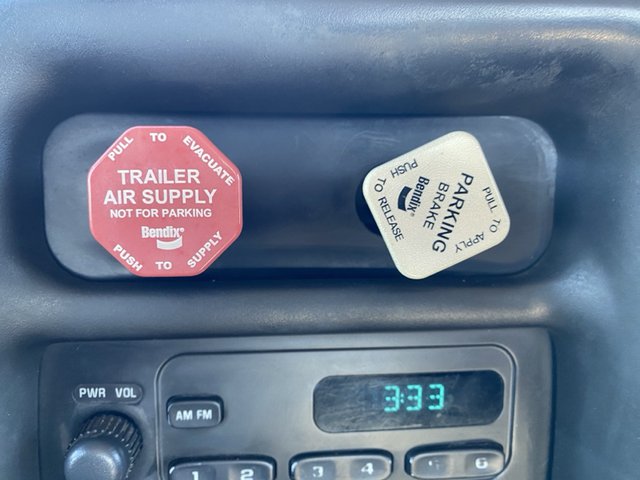 PULL TO EVACUATE
TRAILER
AIR SUPPLY
NOT FOR PARKING
Bendix®
PUSH TO SUPPLY
PULL TO APPLY
PARKING
BRAKE
Bendix®
PUSH TO RELEASE
PWR VOL
AM FM
3:33
1 2 3 4 5 6